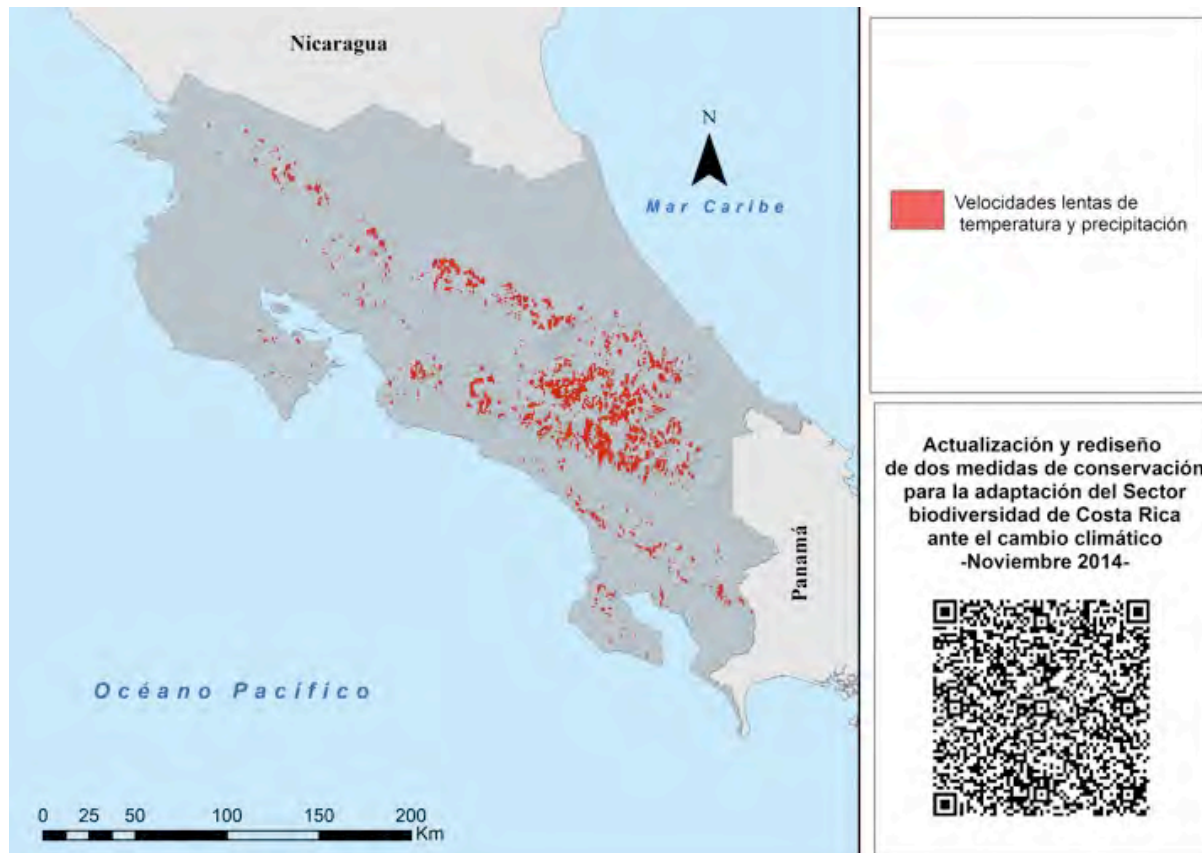 Nicaragua
N
Mar Caribe
Panamá
Océano Pacífico
0 25 50 100 150 200
Km
Velocidades lentas de
temperatura y precipitación
Actualización y rediseño
de dos medidas de conservación
para la adaptación del Sector
biodiversidad de Costa Rica
ante el cambio climático
-Noviembre 2014-